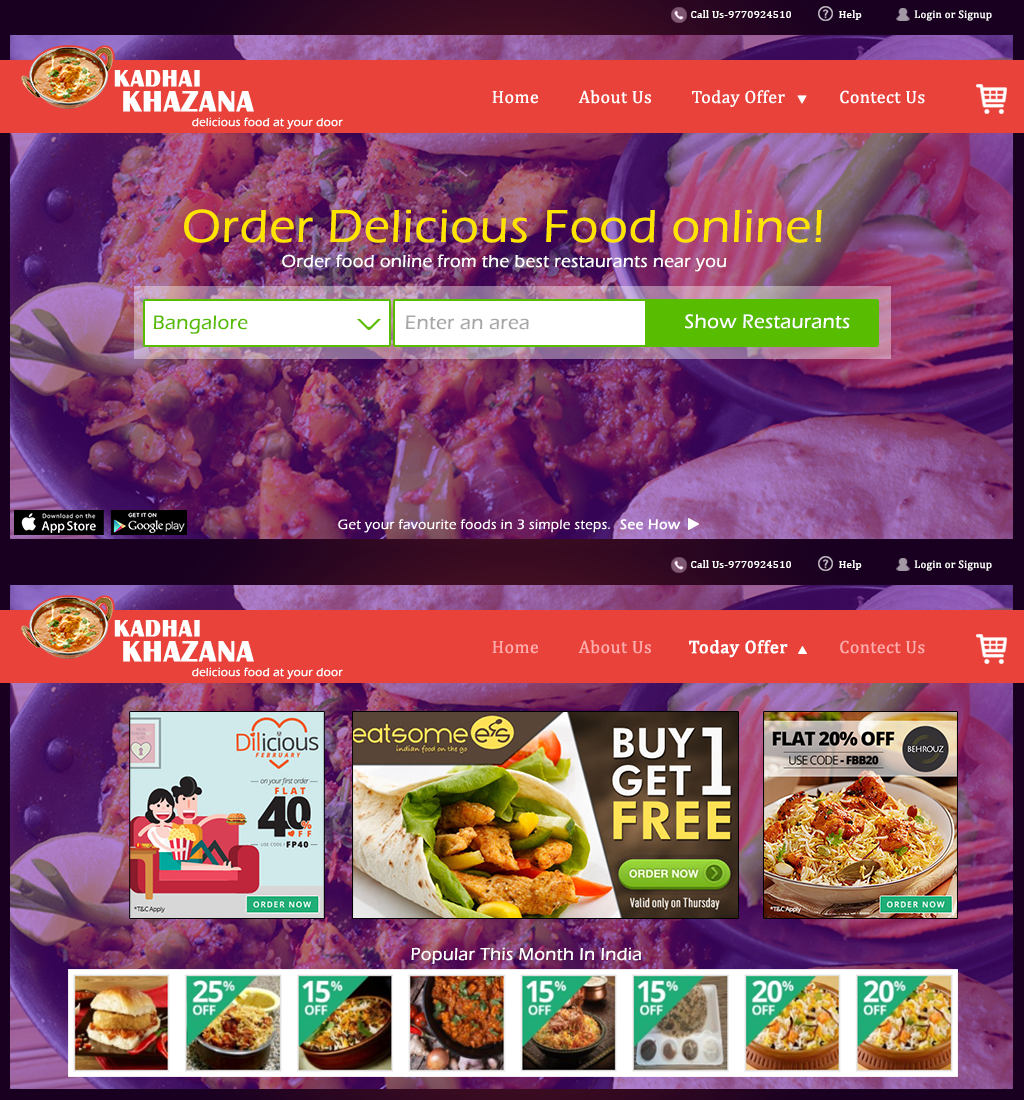 Call Us-9770924510 Help Login or Signup
KADHAI
KHAZANA
delicious food at your door
Home About Us Today Offer ▼ Contect Us
Order Delicious Food online!
Order food online from the best restaurants near you
Bangalore Enter an area Show Restaurants
Download on the
App Store
GET IT ON
Google play
Get your favourite foods in 3 simple steps. See How ▶
Call Us-9770924510 Help Login or Signup
KADHAI
KHAZANA
delicious food at your door
Home About Us Today Offer ▲ Contect Us
Dilicious
FEBRUARY
on your first order
FLAT
40%
OFF
USE CODE : FP40
*T&C Apply
ORDER NOW
eatsome es
indian food on the go
BUY 1
GET
FREE
ORDER NOW
Valid only on Thursday
FLAT 20% OFF
USE CODE - FBB20
BEHROUZ
*T&C Apply
ORDER NOW
Popular This Month In India
25%
OFF
15%
OFF
15%
OFF
15%
OFF
20%
OFF
20%
OFF